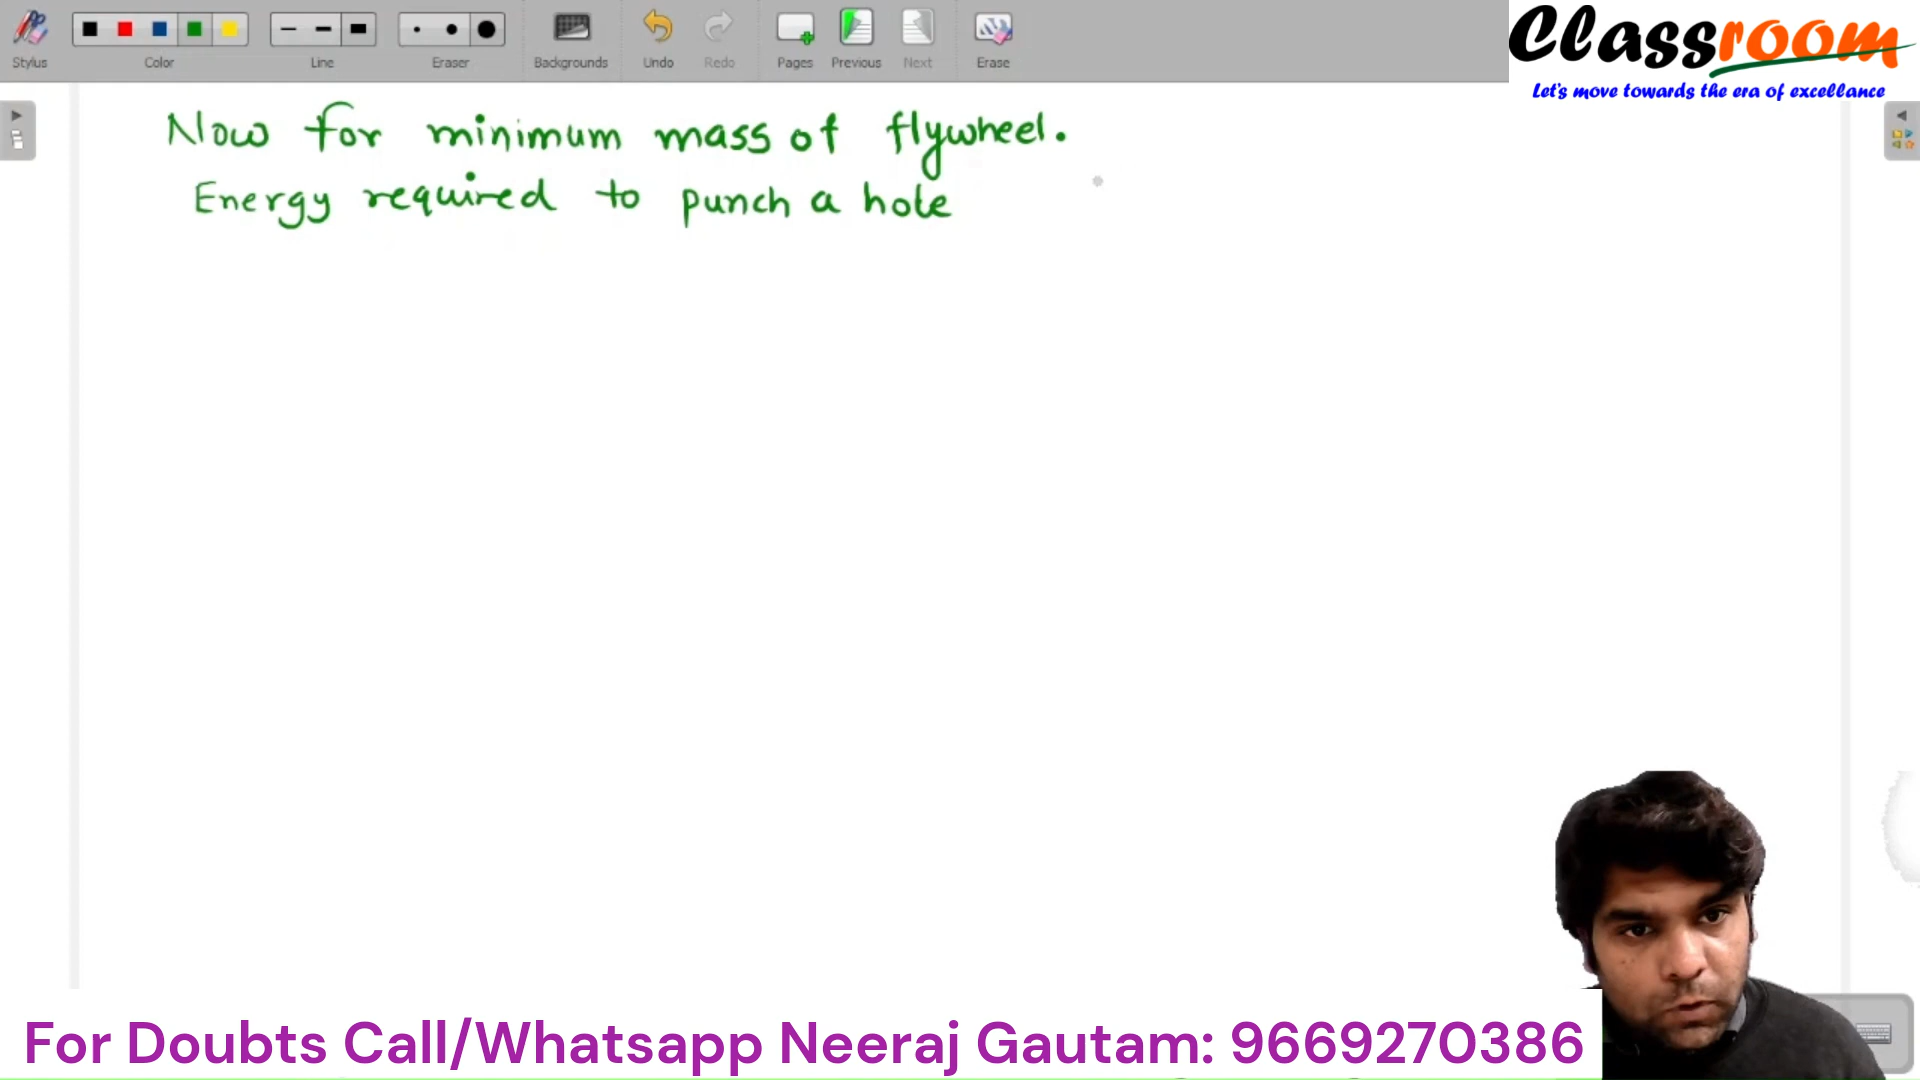 Stylus
Color
Line
Eraser
Backgrounds
Undo
Redo
Pages
Previous
Next
Erase
Classroom
Let's move towards the era of excellance
Now for minimum mass of flywheel.
Energy required to punch a hole
For Doubts Call/Whatsapp Neeraj Gautam: 9669270386